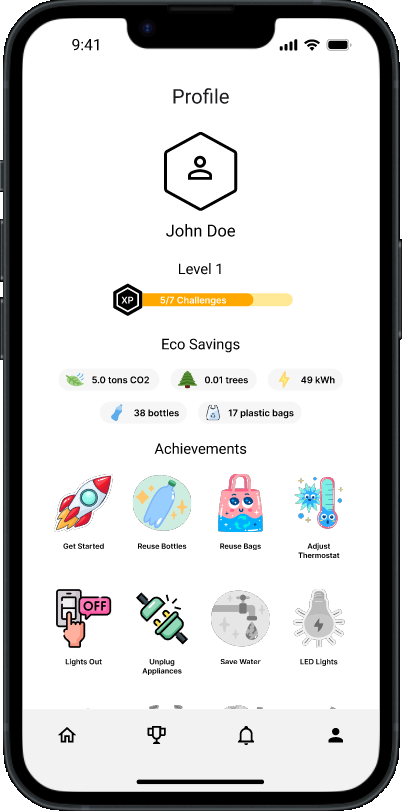 9:41
Profile
John Doe
Level 1
XP
5/7 Challenges
Eco Savings
5.0 tons CO2
0.01 trees
49 kWh
38 bottles
17 plastic bags
Achievements
Get Started
Reuse Bottles
Reuse Bags
Adjust
Thermostat
OFF
Lights Out
Unplug
Appliances
Save Water
LED Lights